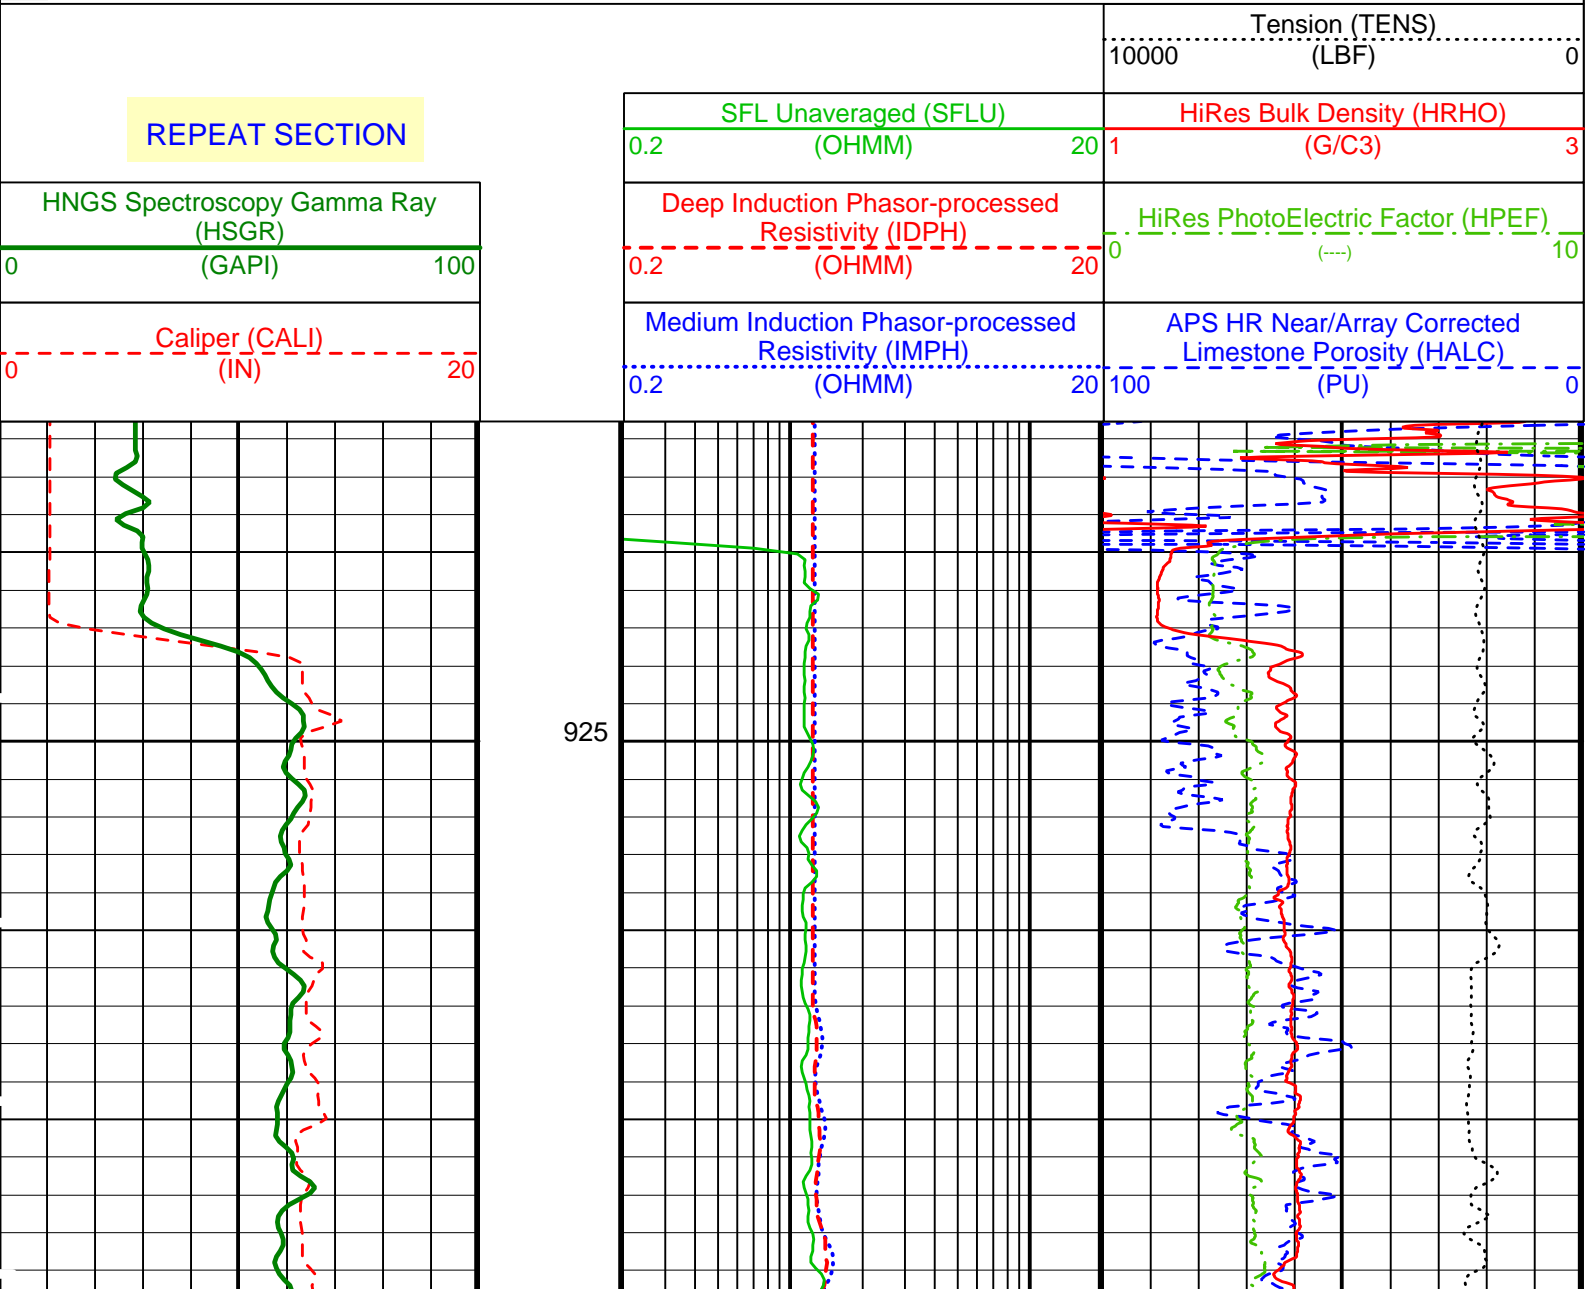 Tension (TENS)
10000 (LBF) 0
REPEAT SECTION
SFL Unaveraged (SFLU)
0.2 (OHMM) 20
HiRes Bulk Density (HRHO)
1 (G/C3) 3
HNGS Spectroscopy Gamma Ray
(HSGR)
0 (GAPI) 100
Deep Induction Phasor-processed
Resistivity (IDPH)
0.2 (OHMM) 20
HiRes PhotoElectric Factor (HPEF)
0 (----) 10
Caliper (CALI)
0 (IN) 20
Medium Induction Phasor-processed
Resistivity (IMPH)
0.2 (OHMM) 20
APS HR Near/Array Corrected
Limestone Porosity (HALC)
100 (PU) 0
925